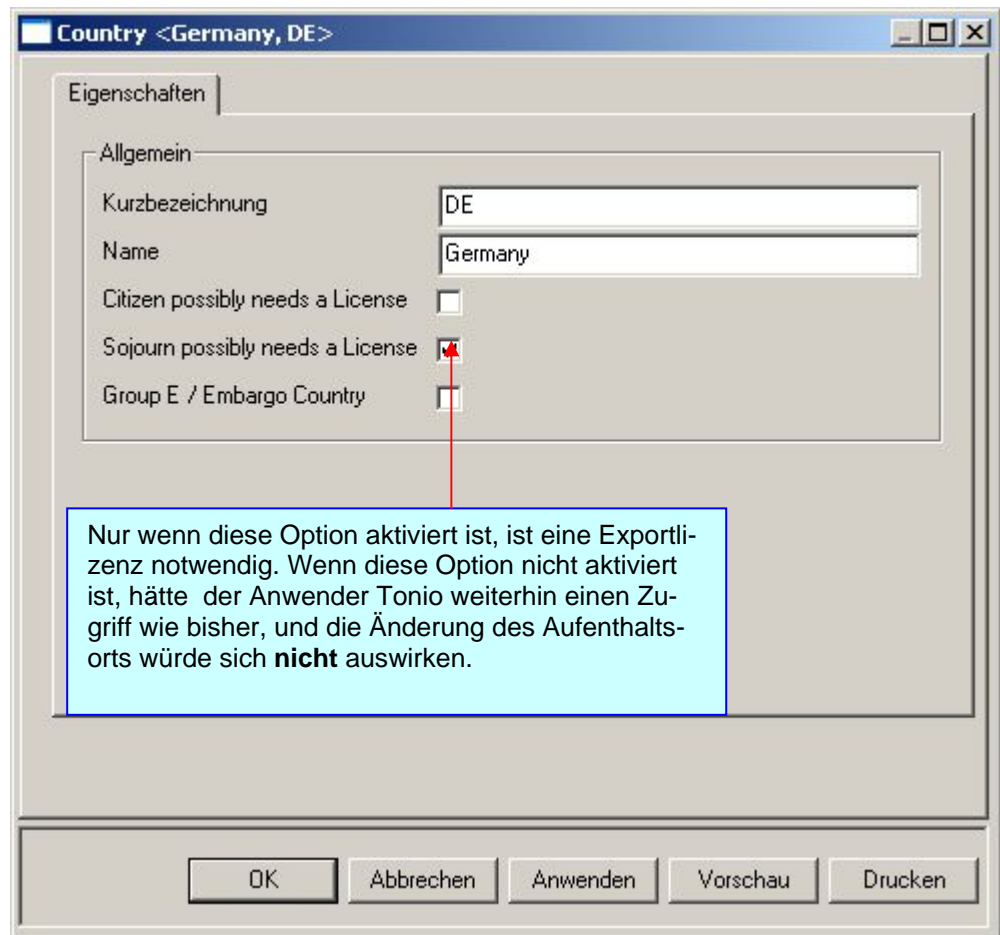 Country <Germany, DE>
Eigenschaften
Allgemein
Kurzbezeichnung DE
Name Germany
Citizen possibly needs a License
Sojourn possibly needs a License
Group E / Embargo Country
Nur wenn diese Option aktiviert ist, ist eine Exportli-
zenz notwendig. Wenn diese Option nicht aktiviert
ist, hätte der Anwender Tonio weiterhin einen Zu-
griff wie bisher, und die Änderung des Aufenthalts-
orts würde sich nicht auswirken.
OK Abbrechen Anwenden Vorschau Drucken